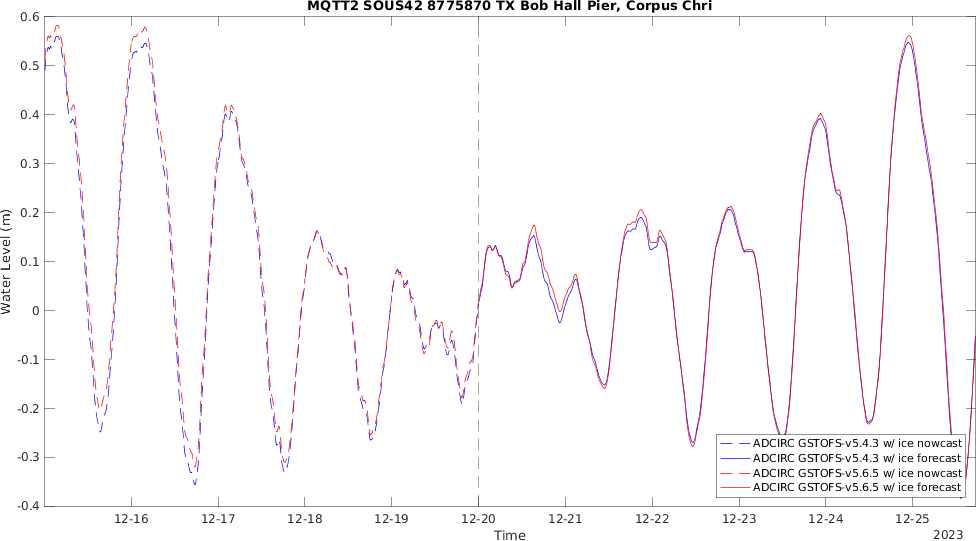 MQTT2 SOUS42 8775870 TX Bob Hall Pier, Corpus Chri
Water Level (m)
0.6
0.5
0.4
0.3
0.2
0.1
0
-0.1
-0.2
-0.3
-0.4
ADCIRC GSTOFS-v5.4.3 w/ ice nowcast
ADCIRC GSTOFS-v5.4.3 w/ ice forecast
ADCIRC GSTOFS-v5.6.5 w/ ice nowcast
ADCIRC GSTOFS-v5.6.5 w/ ice forecast
12-16 12-17 12-18 12-19 12-20 12-21 12-22 12-23 12-24 12-25
Time
2023